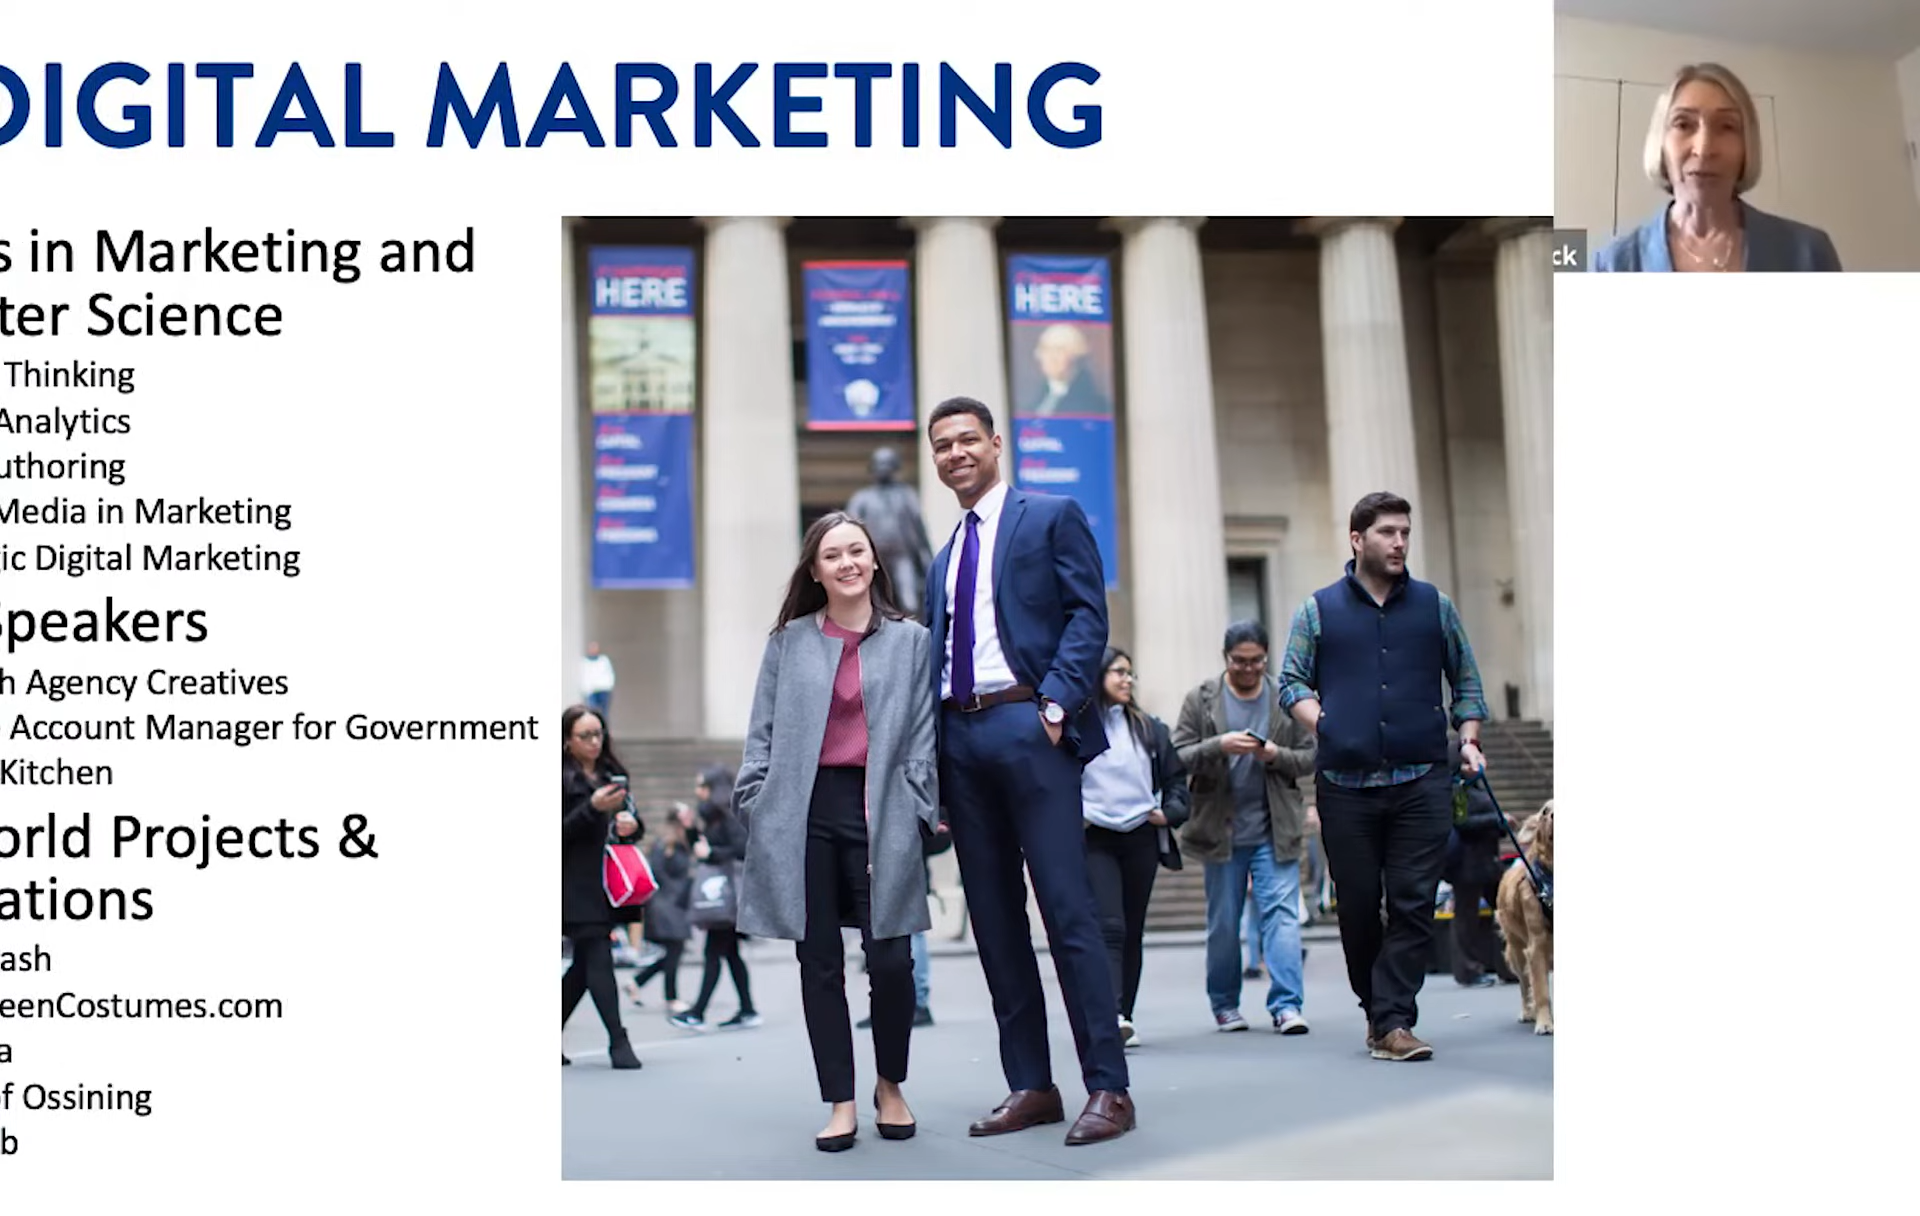 DIGITAL MARKETING
s in Marketing and
ter Science
Thinking
Analytics
uthoring
Media in Marketing
ic Digital Marketing
Speakers
h Agency Creatives
Account Manager for Government
Kitchen
orld Projects &
ations
ash
eenCostumes.com
a
of Ossining
b
HERE
HERE
ck